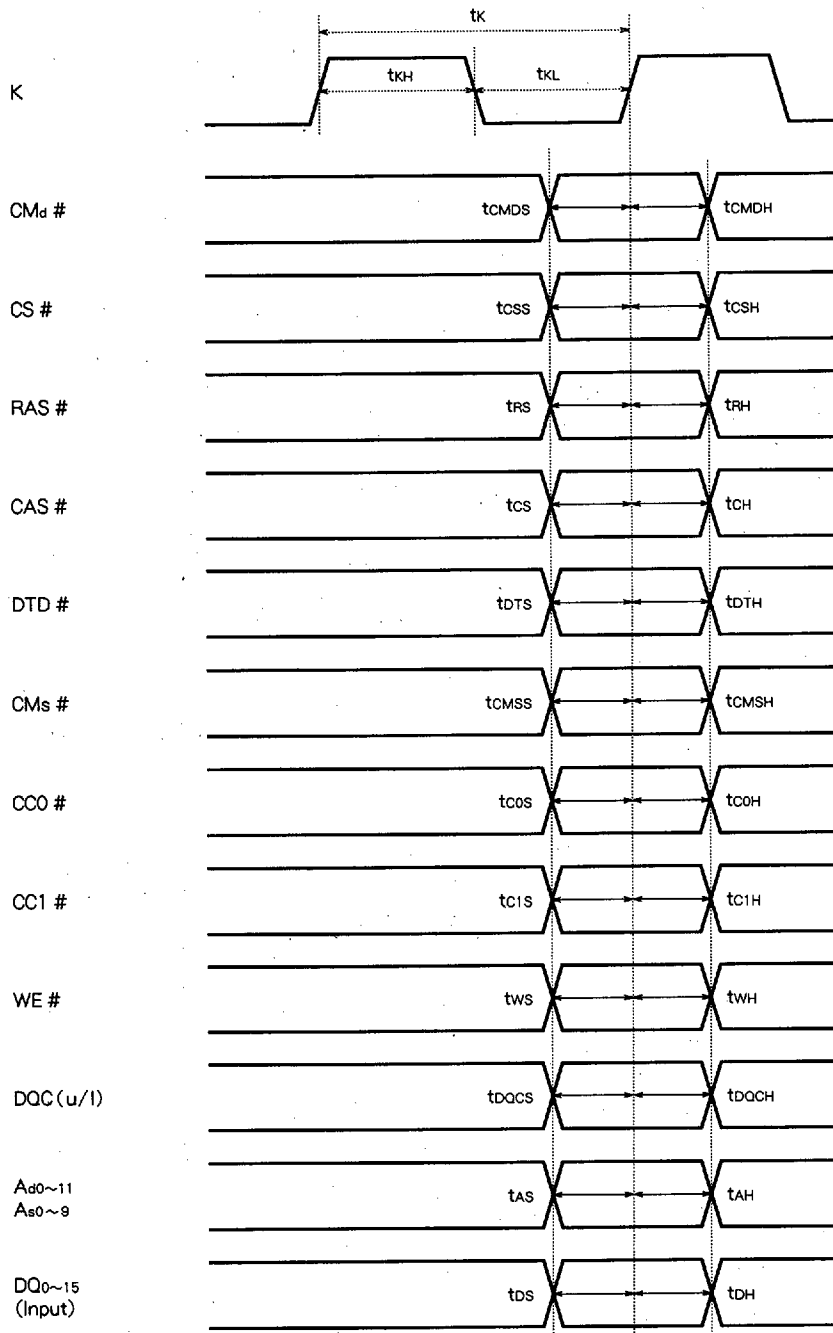 tK
K tKH tKL
CMd # tCMDS tCMDH
CS # tCSS tCSH
RAS # tRS tRH
CAS # tCS tCH
DTD # tDTS tDTH
CMs # tCMSS tCMSH
CC0 # tC0S tC0H
CC1 # tC1S tC1H
WE # tWS tWH
DQC(u/l) tDQCS tDQCH
Ad0~11
As0~9 tAS tAH
DQ0~15
(Input) tDS tDH